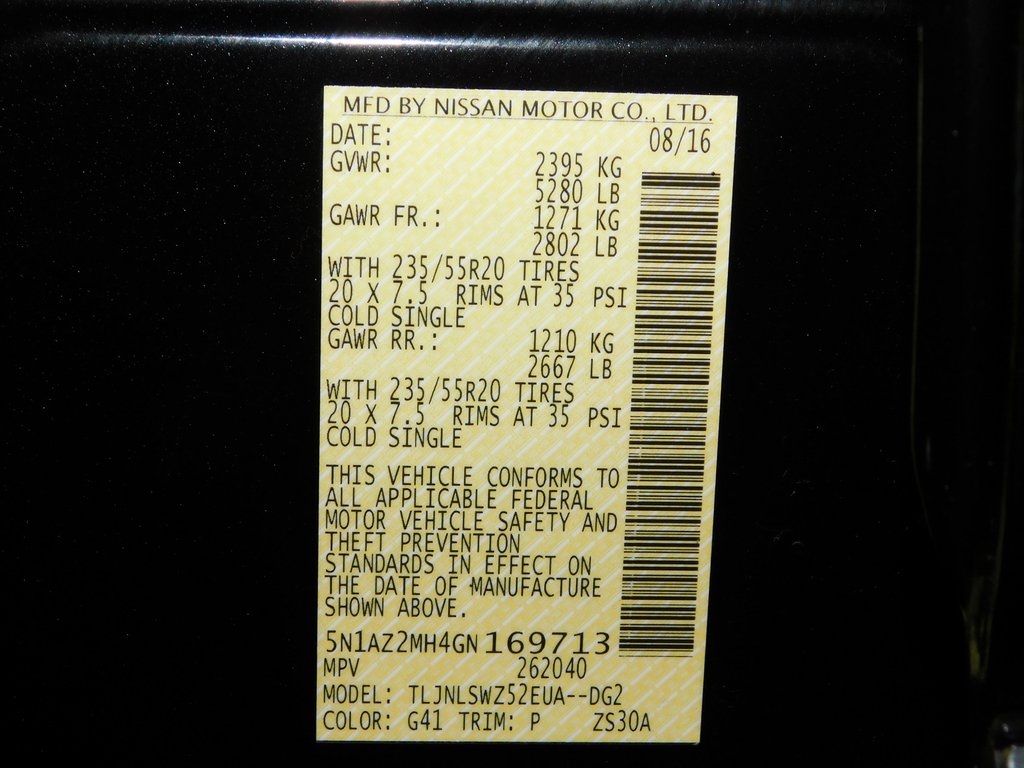 MFD BY NISSAN MOTOR CO., LTD.
DATE: 08/16
GVWR: 2395 KG
5280 LB
GAWR FR.: 1271 KG
2802 LB
WITH 235/55R20 TIRES
20 X 7.5 RIMS AT 35 PSI
COLD SINGLE
GAWR RR.: 1210 KG
2667 LB
WITH 235/55R20 TIRES
20 X 7.5 RIMS AT 35 PSI
COLD SINGLE
THIS VEHICLE CONFORMS TO
ALL APPLICABLE FEDERAL
MOTOR VEHICLE SAFETY AND
THEFT PREVENTION
STANDARDS IN EFFECT ON
THE DATE OF MANUFACTURE
SHOWN ABOVE.
5N1AZ2MH4GN169713
MPV 262040
MODEL: TLJNLSWZ52EUA--DG2
COLOR: G41 TRIM: P ZS30A